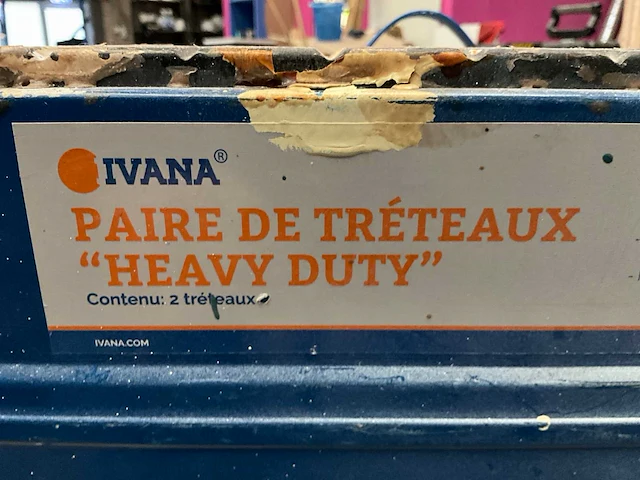 IVANA®
PAIRE DE TRÉTEAUX
“HEAVY DUTY”
Contenu: 2 tréteaux
IVANA.COM